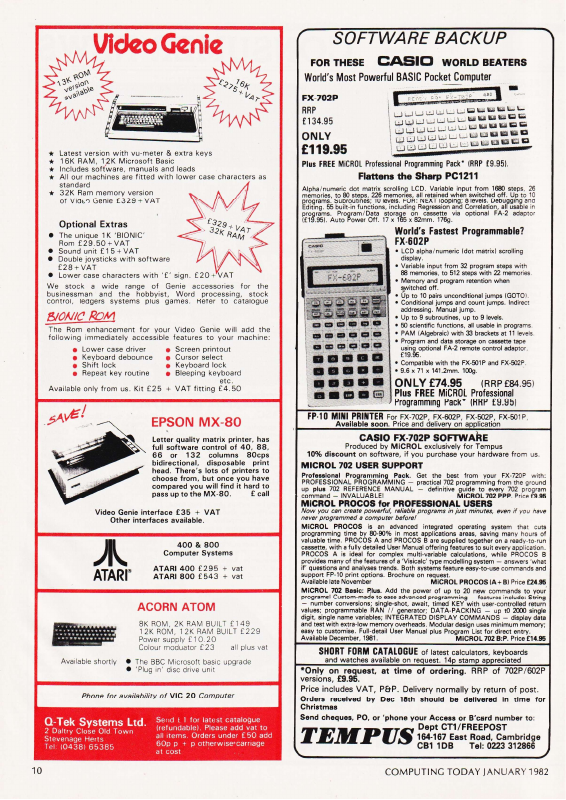 Video Genie
13K ROM
version
available
16K
£275 + VAT
★ Latest version with vu-meter & extra keys
★ 16K RAM, 12K Microsoft Basic
★ Includes software, manuals and leads
★ All our machines are fitted with lower case characters as
standard
★ 32K Ram memory version
of Video Genie £329 + VAT
£329 + VAT
32K RAM
Optional Extras
● The unique 1K 'BIONIC'
Rom £29.50 + VAT
● Sound unit £15 + VAT
● Double joysticks with software
£28 + VAT
● Lower case characters with '£' sign. £20 + VAT
We stock a wide range of Genie accessories for the
businessman and the hobbyist, Word processing, stock
control, ledgers systems plus games. Refer to catalogue
BIONIC ROM
The Rom enhancement for your Video Genie will add the
following immediately accessible features to your machine:
● Lower case driver ● Screen printout
● Keyboard debounce ● Cursor select
● Shift lock ● Keyboard lock
● Repeat key routine ● Bleeping keyboard
etc.
Available only from us. Kit £25 + VAT fitting £4.50
SAVE!
EPSON MX-80
Letter quality matrix printer, has
full software control of 40, 88,
66 or 132 columns 80cps
bidirectional, disposable print
head. There's lots of printers to
choose from, but once you have
compared you will find it hard to
pass up to the MX-80. £ call
Video Genie interface £35 + VAT
Other interfaces available.
ATARI®
400 & 800
Computer Systems
ATARI 400 £295 + vat
ATARI 800 £543 + vat
ACORN ATOM
8K ROM, 2K RAM BUILT £149
12K ROM, 12K RAM BUILT £229
Power supply £10.20
Colour moduator £23 all plus vat
Available shortly ● The BBC Microsoft basic upgrade
● 'Plug in' disc drive unit
Phone for availability of VIC 20 Computer
Q-Tek Systems Ltd.
2 Daltry Close Old Town
Stevenage Herts
Tel: (0438) 65385
Send £1 for latest catalogue
(refundable). Please add vat to
all items. Orders under £50 add
60p p + p otherwise carriage
at cost
SOFTWARE BACKUP
FOR THESE CASIO WORLD BEATERS
World's Most Powerful BASIC Pocket Computer
FX-702P
RRP
£134.95
ONLY
£119.95
Plus FREE MICROL Professional Programming Pack* (RRP £9.95).
Flattens the Sharp PC1211
Alpha/numeric dot matrix scrolling LCD. Variable input from 1680 steps, 26
memories, to 80 steps, 226 memories, all retained when switched off. Up to 10
programs. Subroutines: 10 levels. FOR: NEXT looping; 8 levels. Debugging and
Editing. 55 built-in functions, including Regression and Correlation, all usable in
programs. Program/Data storage on cassette via optional FA-2 adaptor
(£19.95). Auto Power Off. 17 x 165 x 82mm. 176g.
World's Fastest Programmable?
FX-602P
CASIO
FX-602P
• LCD alpha/numeric (dot matrix) scrolling
display.
• Variable input from 32 program steps with
88 memories, to 512 steps with 22 memories.
• Memory and program retention when
switched off.
• Up to 10 pairs unconditional jumps (GOTO).
• Conditional jumps and count jumps. Indirect
addressing. Manual jump.
• Up to 9 subroutines, up to 9 levels.
• 50 scientific functions, all usable in programs.
• PAM (Algebraic) with 33 brackets at 11 levels.
• Program and data storage on cassette tape
using optional FA-2 remote control adaptor.
£19.95.
• Compatible with the FX-501P and FX-502P.
• 9.6 x 71 x 141.2mm. 100g.
ONLY £74.95 (RRP £84.95)
Plus FREE MICROL Professional
Programming Pack* (RRP £9.95)
FP-10 MINI PRINTER For FX-702P, FX-602P, FX-502P, FX-501P.
Available soon. Price and delivery on application
CASIO FX-702P SOFTWARE
Produced by MICROL exclusively for Tempus
10% discount on software, if you purchase your hardware from us.
MICROL 702 USER SUPPORT
Professional Programming Pack. Get the best from your FX-720P with:
PROFESSIONAL PROGRAMMING — practical 702 programming from the ground
up plus 702 REFERENCE MANUAL — definitive guide to every 702 program
command — INVALUABLE! MICROL 702 PPP. Price £9.95
MICROL PROCOS for PROFESSIONAL USERS
Now you can create powerful, reliable programs in just minutes, even if you have
never programmed a computer before!
MICROL PROCOS is an advanced integrated operating system that cuts
programming time by 80-90% in most applications areas, saving many hours of
valuable time. PROCOS A and PROCOS B are supplied together on a ready-to-run
cassette, with a fully detailed User Manual offering features to suit every application.
PROCOS A is ideal for complex multi-variable calculations, while PROCOS B
provides many of the features of a 'Visicalc' type modelling system — answers 'what
if' questions and analyses trends. Both systems feature easy-to-use commands and
support FP-10 print options. Brochure on request.
Available late November MICROL PROCOS (A + B) Price £24.95
MICROL 702 Basic: Plus. Add the power of up to 20 new commands to your
programs! Custom-made to ease advanced programming features include: String
— number conversions; single-shot, await, timed KEY with user-controlled return
values; programmable RAN // generator; DATA-PACKING — up to 2000 single
digit, single name variables; INTEGRATED DISPLAY COMMANDS — display data
and test with extra-low memory overheads. Modular design uses minimum memory;
easy to customise. Full-detail User Manual plus Program List for direct entry.
Available December, 1981. MICROL 702 B:P. Price £14.95
SHORT FORM CATALOGUE of latest calculators, keyboards
and watches available on request. 14p stamp appreciated
*Only on request, at time of ordering. RRP of 702P/602P
versions, £9.95.
Price includes VAT, P&P. Delivery normally by return of post.
Orders received by Dec 18th should be delivered in time for
Christmas
Send cheques, PO, or 'phone your Access or B'card number to:
TEMPUS
Dept CT1/FREEPOST
164-167 East Road, Cambridge
CB1 1DB Tel: 0223 312866
10
COMPUTING TODAY JANUARY 1982